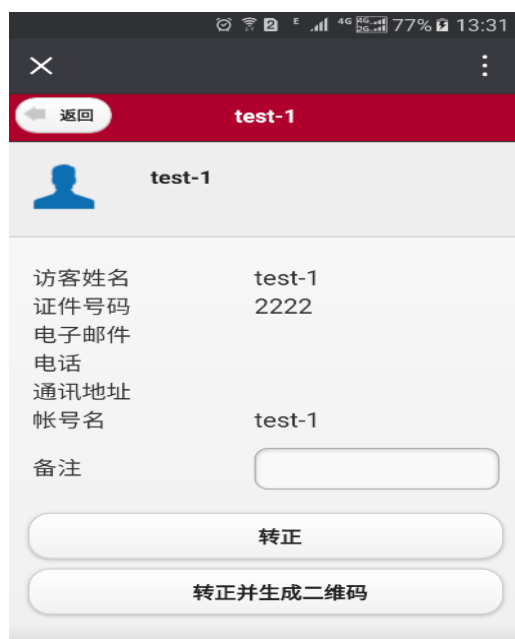 4G 77% 13:31
返回 test-1
test-1
访客姓名 test-1
证件号码 2222
电子邮件
电话
通讯地址
帐号名 test-1
备注
转正
转正并生成二维码